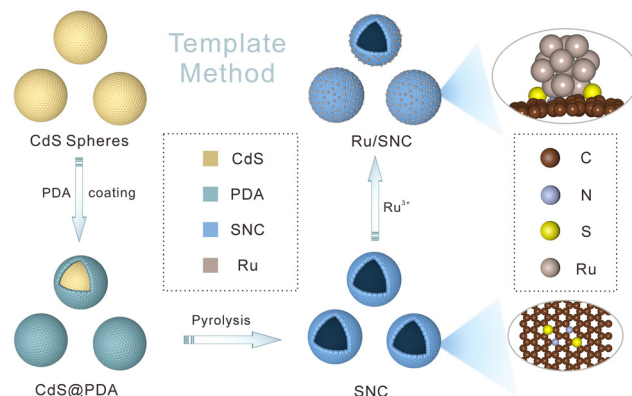 Template
Method
CdS Spheres
PDA coating
CdS@PDA
Pyrolysis
SNC
Ru³⁺
Ru/SNC
CdS
PDA
SNC
Ru
C
N
S
Ru